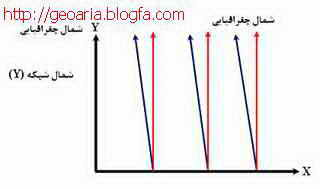 http://geoaria.blogfa.com
شمال جغرافیایی
شمال جغرافیایی
Y
شمال شبکه (Y)
X